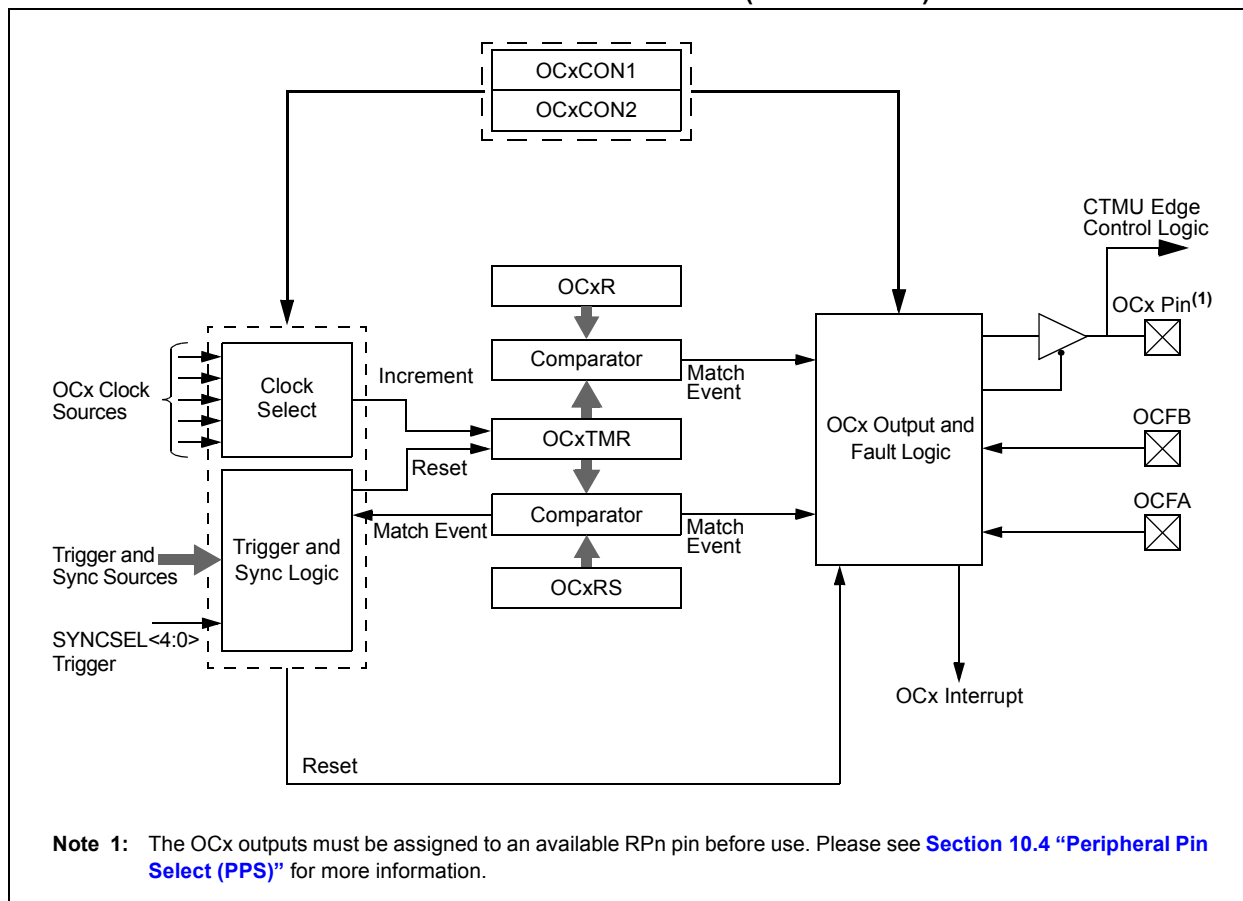 OCxCON1
OCxCON2
CTMU Edge
Control Logic
OCxR
OCx Pin(1)
Comparator
Match
Event
OCx Clock
Sources
Clock
Select
Increment
OCxTMR
Reset
OCx Output and
Fault Logic
OCFB
OCFA
Match Event
Comparator
Match
Event
Trigger and
Sync Sources
Trigger and
Sync Logic
OCxRS
SYNCSEL<4:0>
Trigger
OCx Interrupt
Reset
Note 1: The OCx outputs must be assigned to an available RPn pin before use. Please see Section 10.4 “Peripheral Pin
Select (PPS)” for more information.